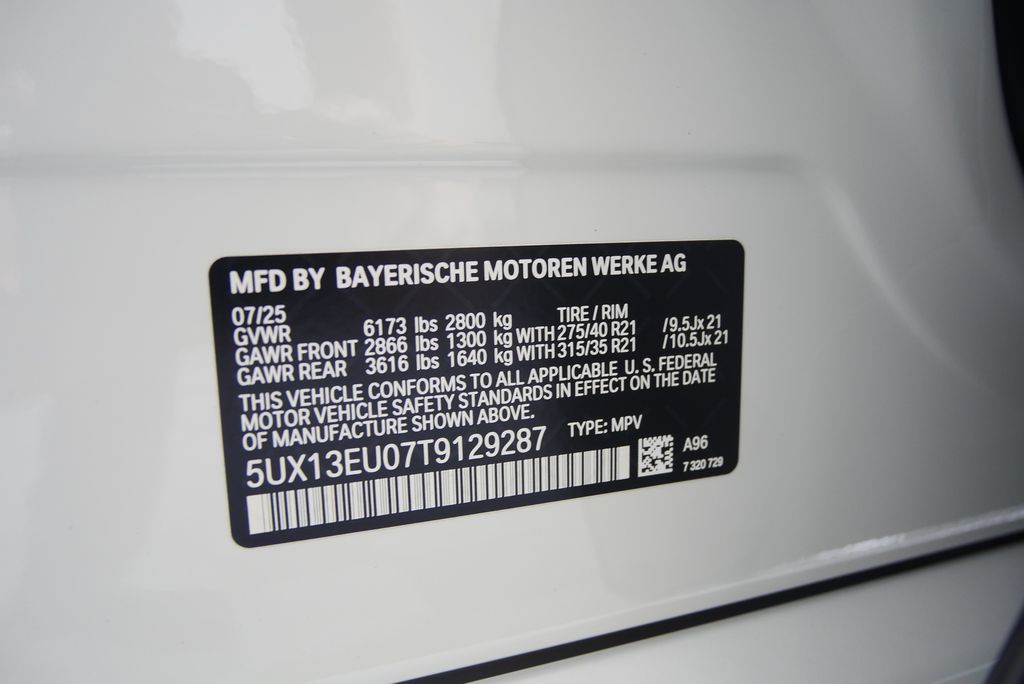 MFD BY BAYERISCHE MOTOREN WERKE AG
07/25 TIRE / RIM
GVWR 6173 lbs 2800 kg
GAWR FRONT 2866 lbs 1300 kg WITH 275/40 R21 /9.5Jx21
GAWR REAR 3616 lbs 1640 kg WITH 315/35 R21 /10.5Jx21
THIS VEHICLE CONFORMS TO ALL APPLICABLE U.S. FEDERAL
MOTOR VEHICLE SAFETY STANDARDS IN EFFECT ON THE DATE
OF MANUFACTURE SHOWN ABOVE.
TYPE: MPV
5UX13EU07T9129287
A96
7 320 729